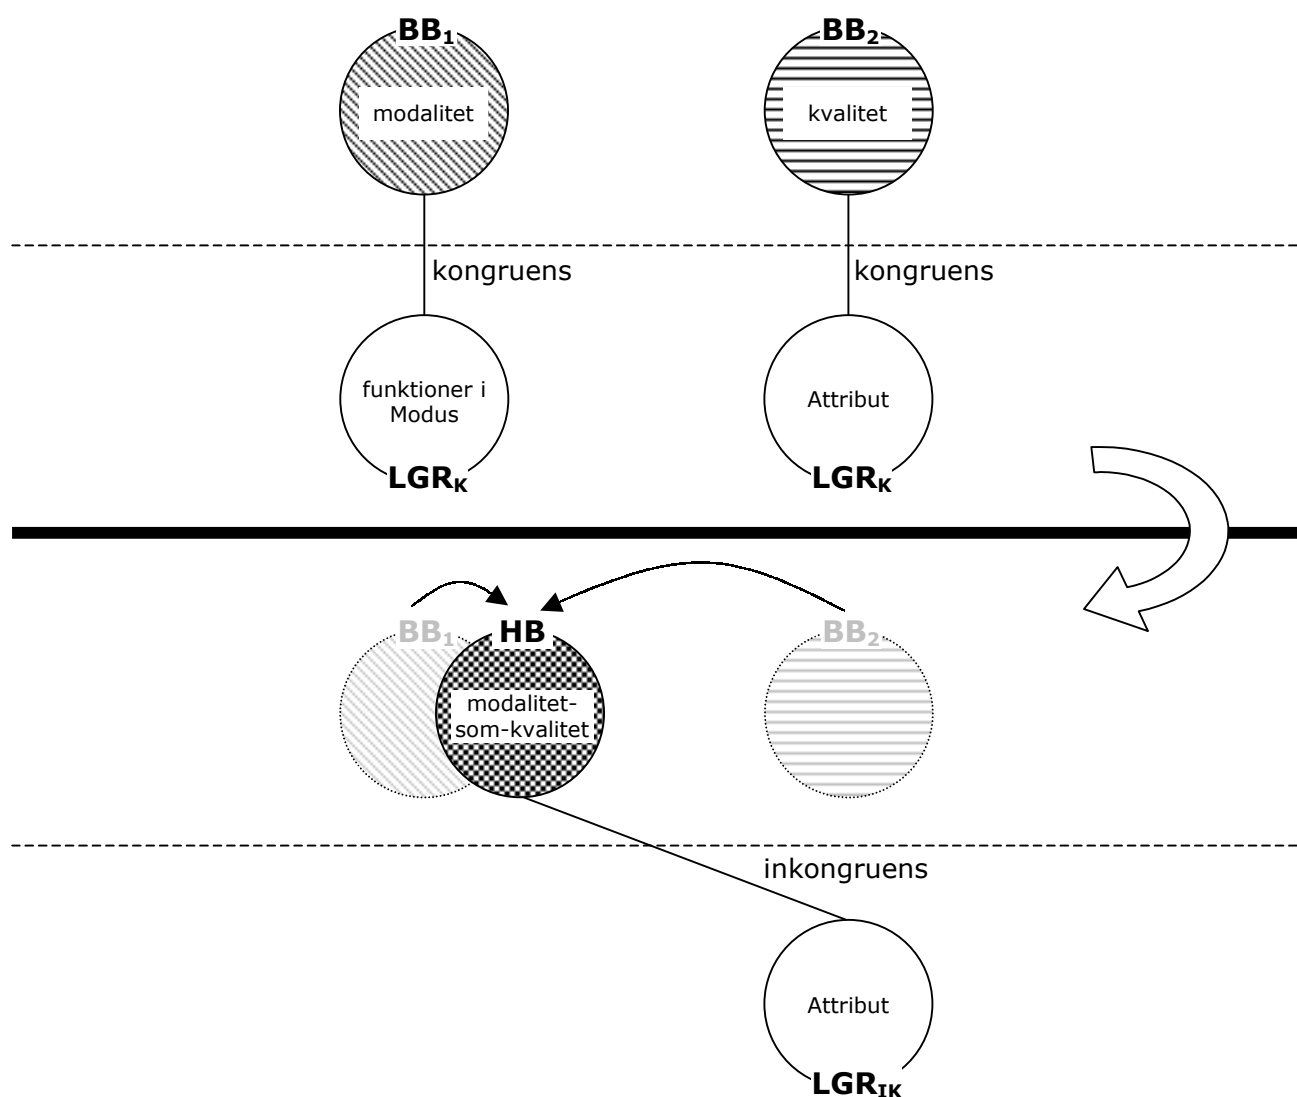 BB₁ BB₂
modalitet kvalitet
kongruens kongruens
funktioner i
Modus
Attribut
LGR_K LGR_K
BB₁ HB BB₂
modalitet-
som-kvalitet
inkongruens
Attribut
LGR_IK